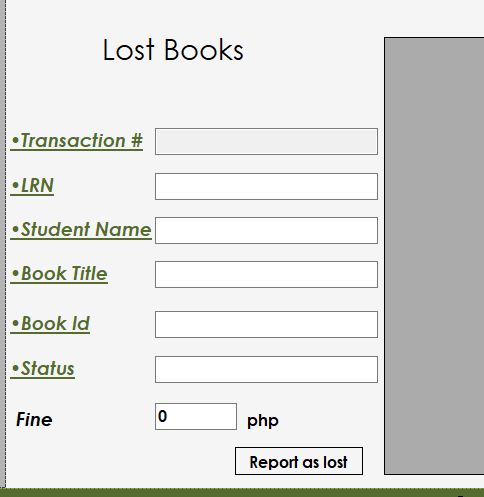 Lost Books
•Transaction #
•LRN
•Student Name
•Book Title
•Book Id
•Status
Fine 0 php
Report as lost